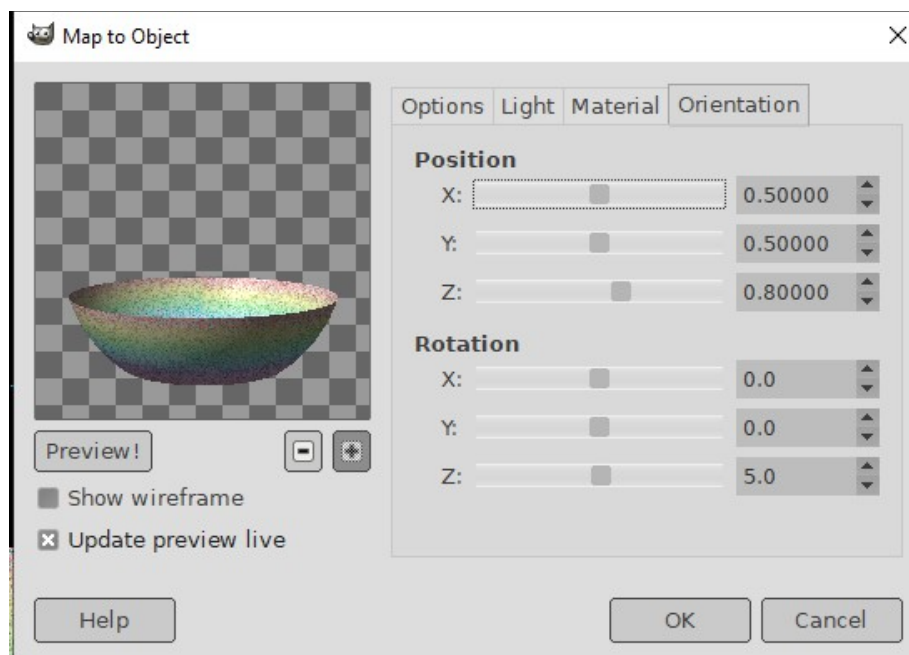 Map to Object
Options Light Material Orientation
Position
X: 0.50000
Y: 0.50000
Z: 0.80000
Rotation
X: 0.0
Y: 0.0
Z: 5.0
Preview!
Show wireframe
Update preview live
Help OK Cancel